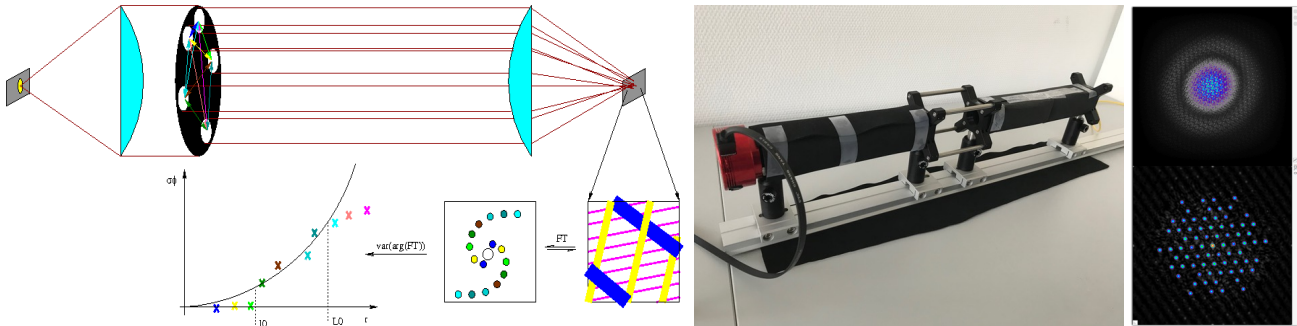 σϕ
var(arg(FT))
FT
l0
L0
r